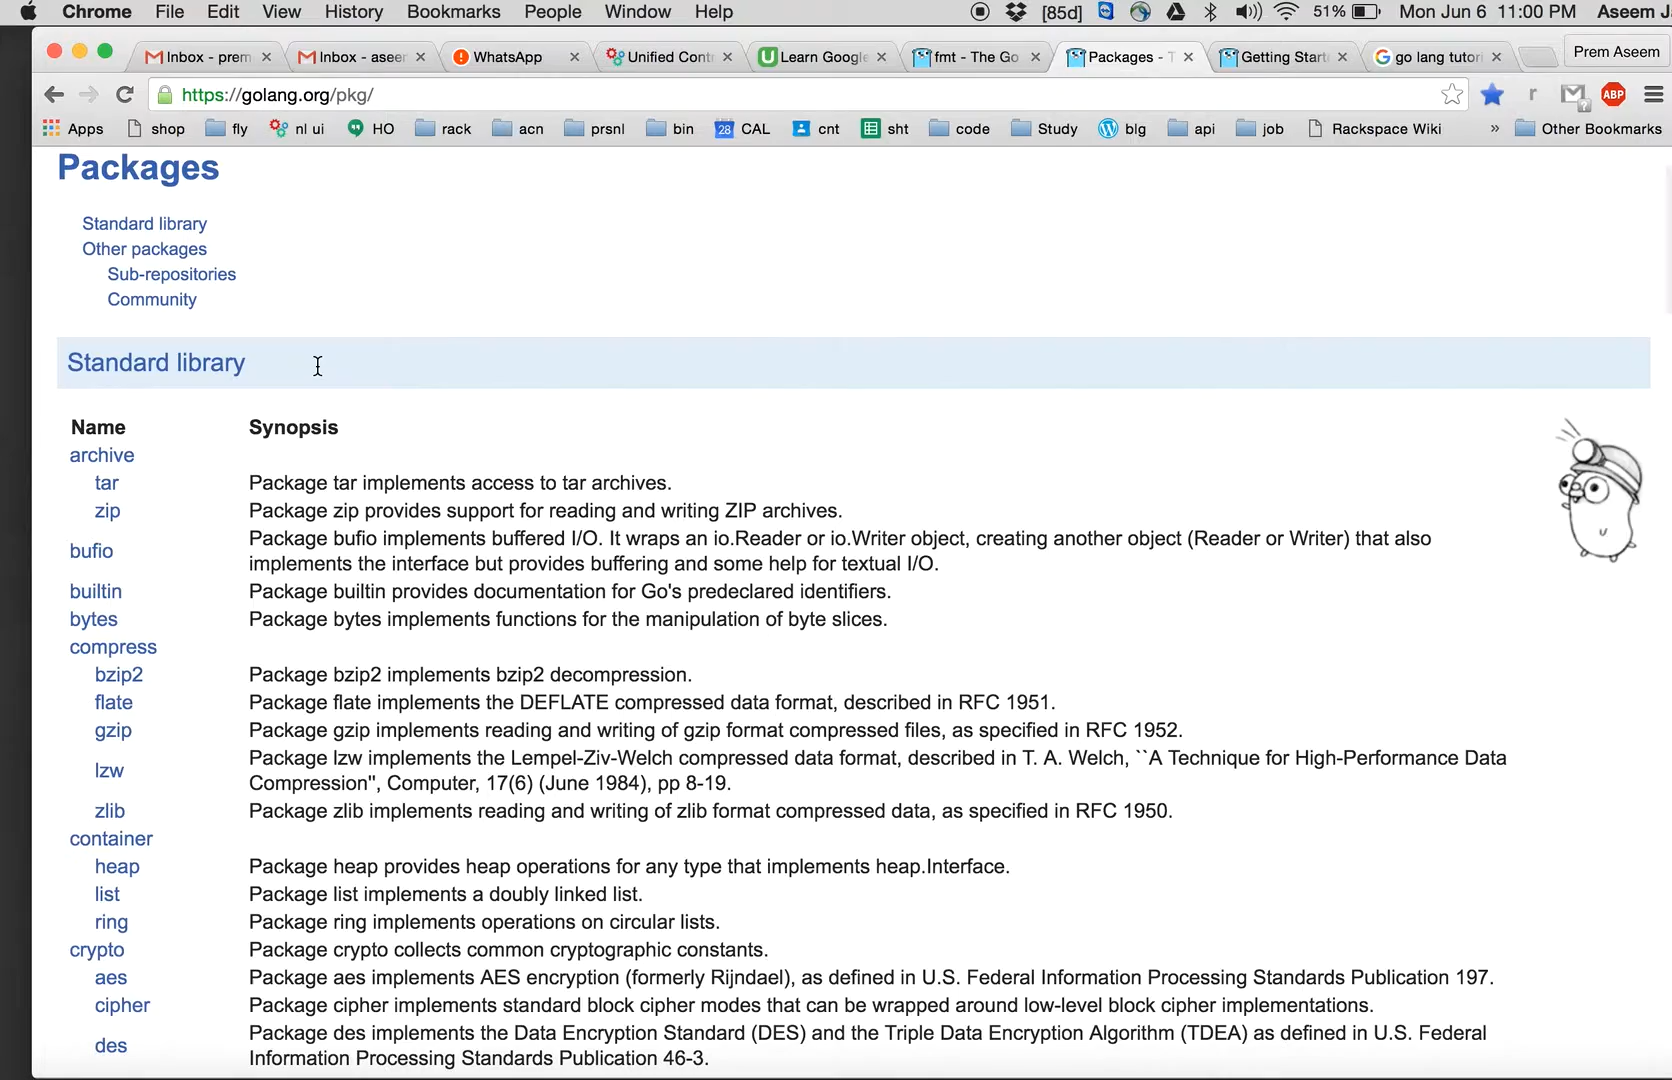 Chrome File Edit View History Bookmarks People Window Help [85d] 51% Mon Jun 6 11:00 PM Aseem J
Inbox - prem Inbox - aseer WhatsApp Unified Contr Learn Google fmt - The Go Packages - T Getting Start go lang tutori Prem Aseem
https://golang.org/pkg/ r ABP
Apps shop fly nl ui HO rack acn prsnl bin 28 CAL cnt sht code Study blg api job Rackspace Wiki » Other Bookmarks
Packages
Standard library
Other packages
Sub-repositories
Community
Standard library
Name Synopsis
archive
tar Package tar implements access to tar archives.
zip Package zip provides support for reading and writing ZIP archives.
bufio Package bufio implements buffered I/O. It wraps an io.Reader or io.Writer object, creating another object (Reader or Writer) that also
implements the interface but provides buffering and some help for textual I/O.
builtin Package builtin provides documentation for Go's predeclared identifiers.
bytes Package bytes implements functions for the manipulation of byte slices.
compress
bzip2 Package bzip2 implements bzip2 decompression.
flate Package flate implements the DEFLATE compressed data format, described in RFC 1951.
gzip Package gzip implements reading and writing of gzip format compressed files, as specified in RFC 1952.
lzw Package lzw implements the Lempel-Ziv-Welch compressed data format, described in T. A. Welch, ``A Technique for High-Performance Data
Compression'', Computer, 17(6) (June 1984), pp 8-19.
zlib Package zlib implements reading and writing of zlib format compressed data, as specified in RFC 1950.
container
heap Package heap provides heap operations for any type that implements heap.Interface.
list Package list implements a doubly linked list.
ring Package ring implements operations on circular lists.
crypto Package crypto collects common cryptographic constants.
aes Package aes implements AES encryption (formerly Rijndael), as defined in U.S. Federal Information Processing Standards Publication 197.
cipher Package cipher implements standard block cipher modes that can be wrapped around low-level block cipher implementations.
des Package des implements the Data Encryption Standard (DES) and the Triple Data Encryption Algorithm (TDEA) as defined in U.S. Federal
Information Processing Standards Publication 46-3.